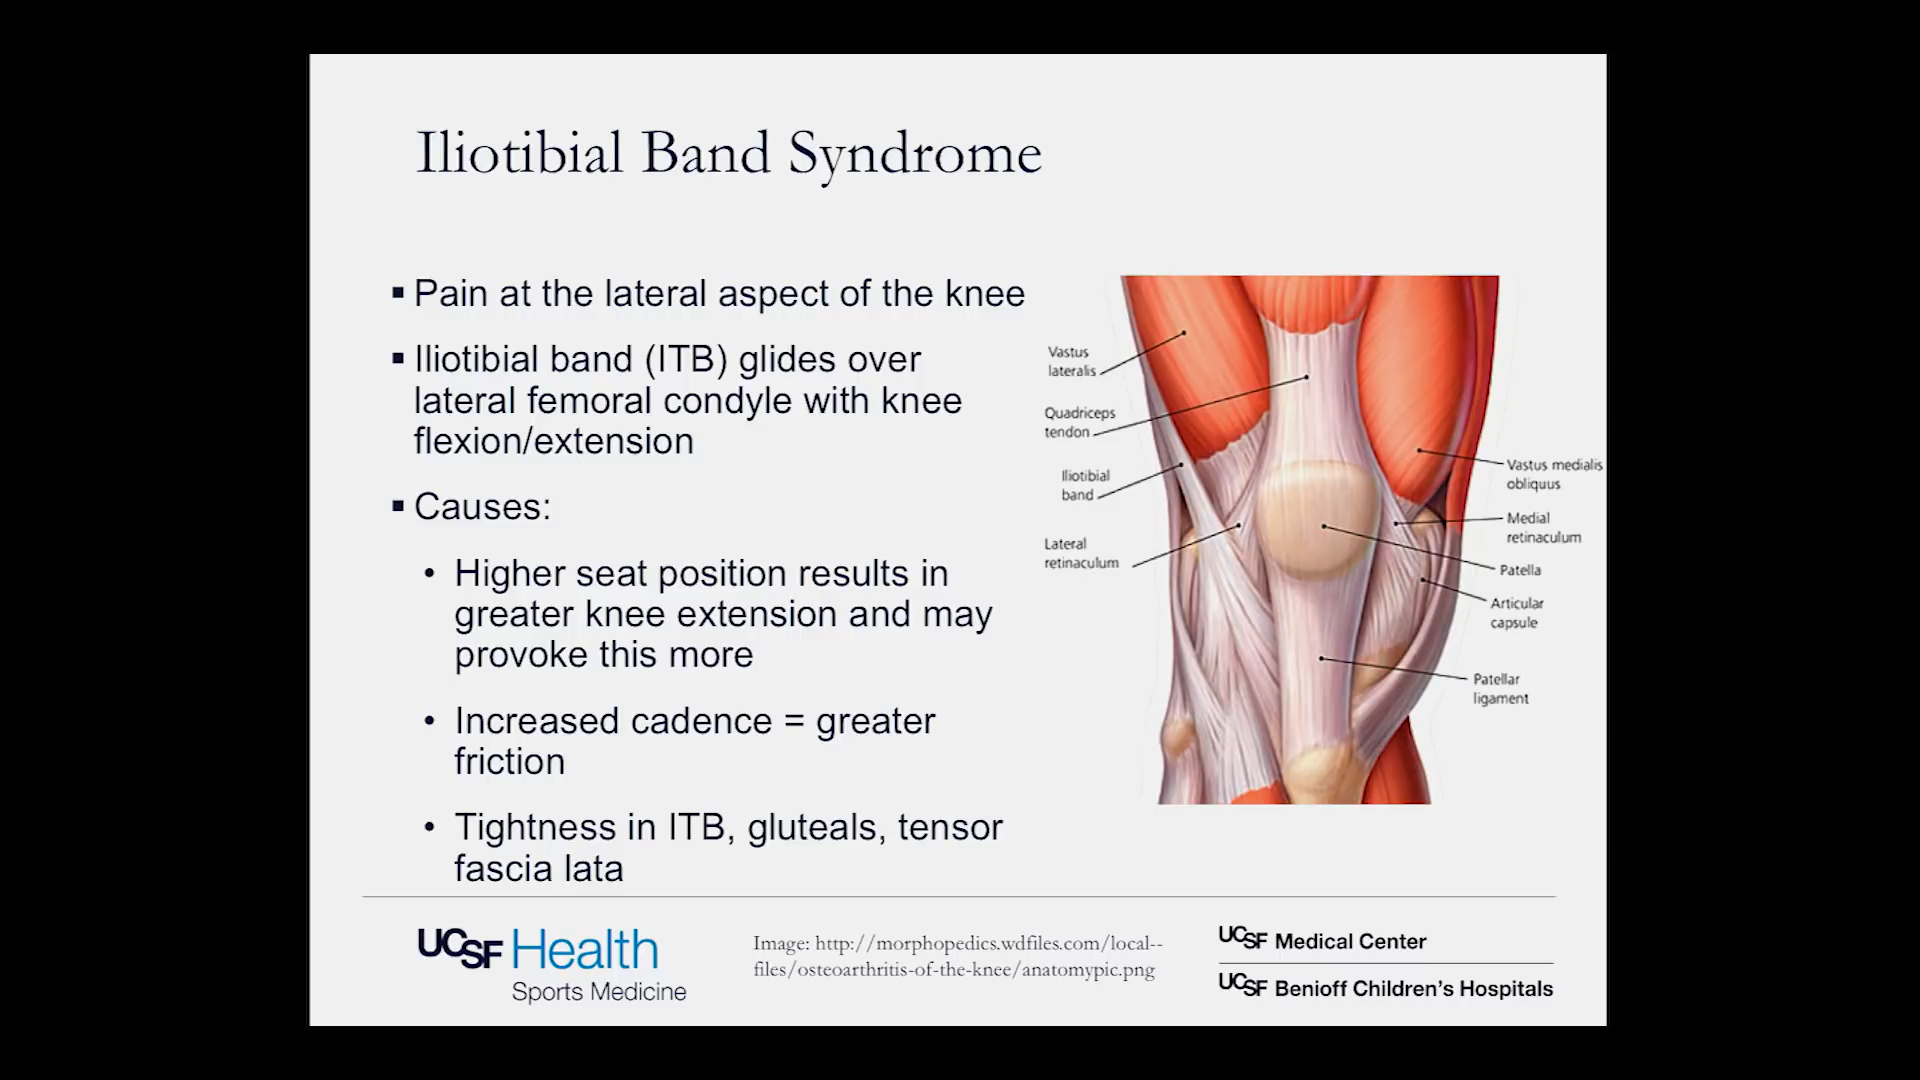 Iliotibial Band Syndrome
▪ Pain at the lateral aspect of the knee
▪ Iliotibial band (ITB) glides over
lateral femoral condyle with knee
flexion/extension
▪ Causes:
• Higher seat position results in
greater knee extension and may
provoke this more
• Increased cadence = greater
friction
• Tightness in ITB, gluteals, tensor
fascia lata
Vastus
lateralis
Quadriceps
tendon
Iliotibial
band
Lateral
retinaculum
Vastus medialis
obliquus
Medial
retinaculum
Patella
Articular
capsule
Patellar
ligament
UCSF Health
Sports Medicine
Image: http://morphopedics.wdfiles.com/local--
files/osteoarthritis-of-the-knee/anatomypic.png
UCSF Medical Center
UCSF Benioff Children's Hospitals